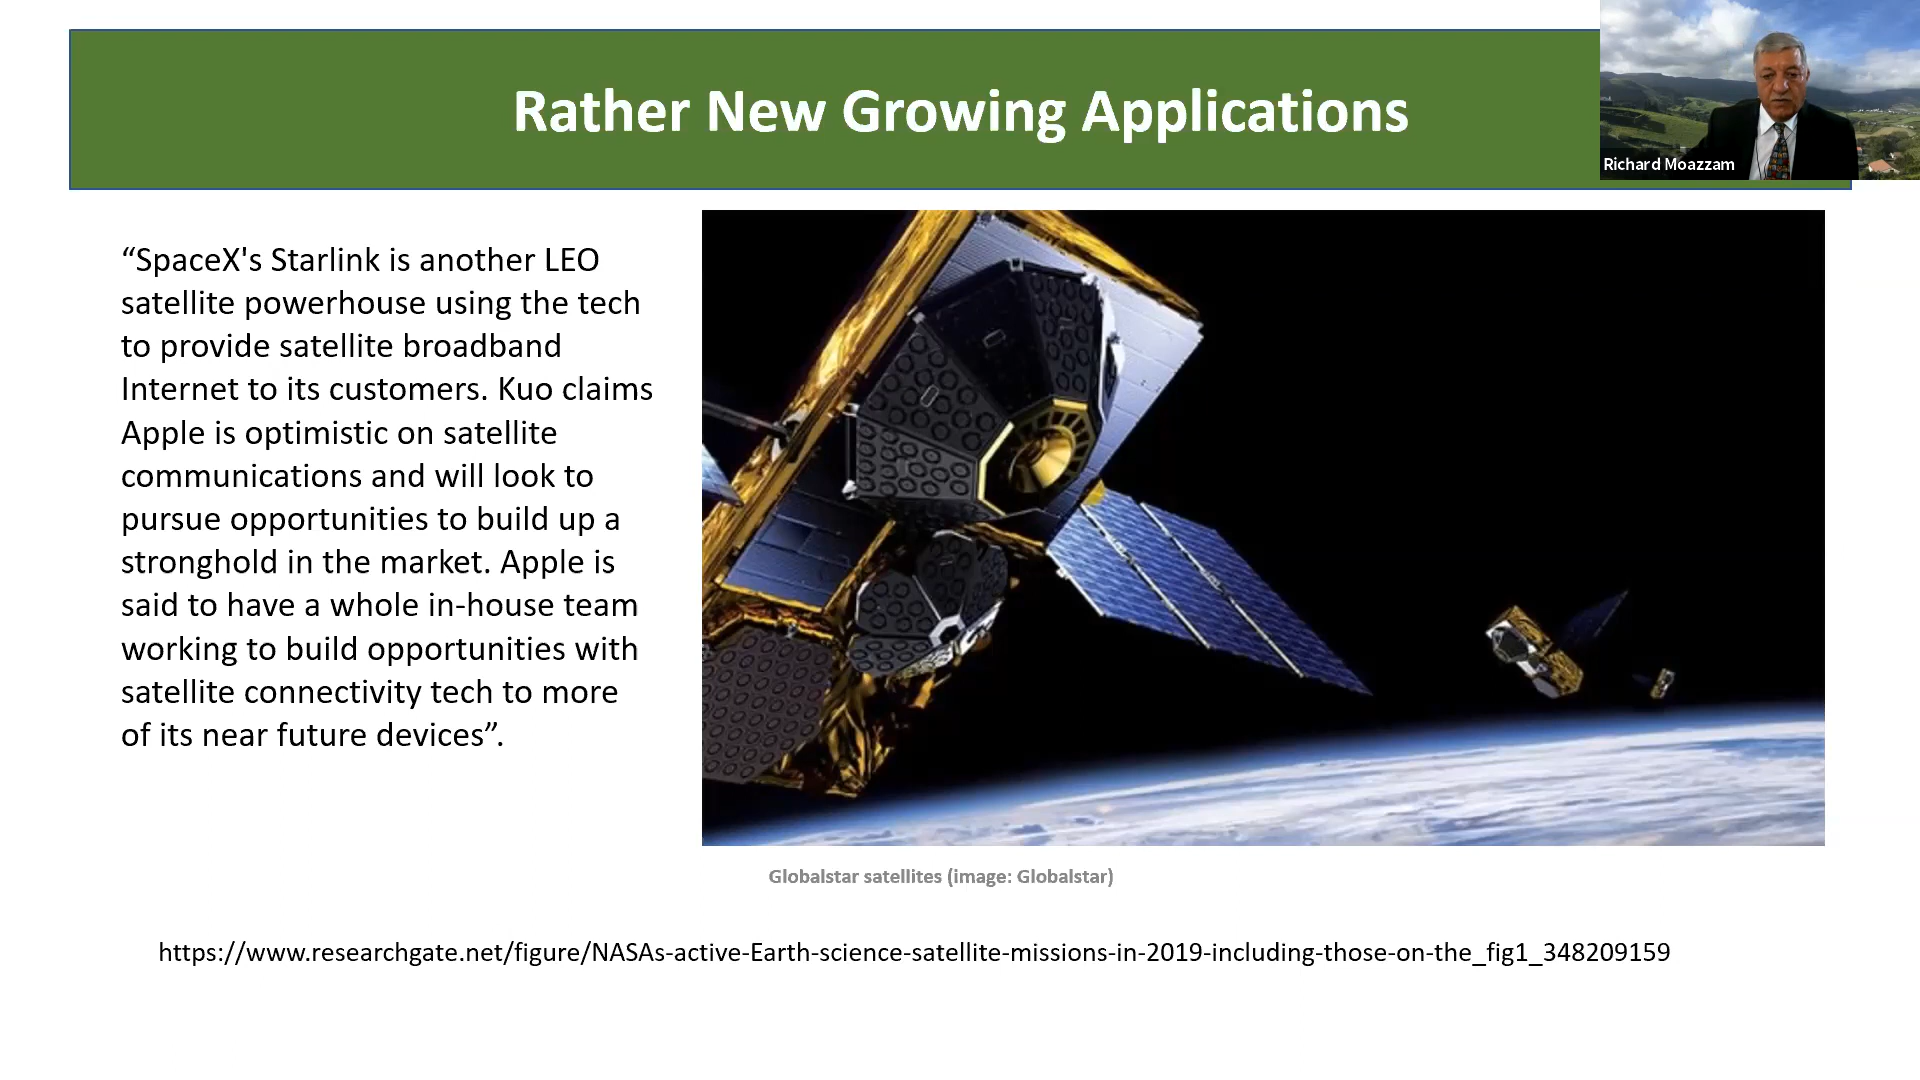 Rather New Growing Applications
Richard Moazzam
“SpaceX's Starlink is another LEO
satellite powerhouse using the tech
to provide satellite broadband
Internet to its customers. Kuo claims
Apple is optimistic on satellite
communications and will look to
pursue opportunities to build up a
stronghold in the market. Apple is
said to have a whole in-house team
working to build opportunities with
satellite connectivity tech to more
of its near future devices”.
Globalstar satellites (image: Globalstar)
https://www.researchgate.net/figure/NASAs-active-Earth-science-satellite-missions-in-2019-including-those-on-the_fig1_348209159